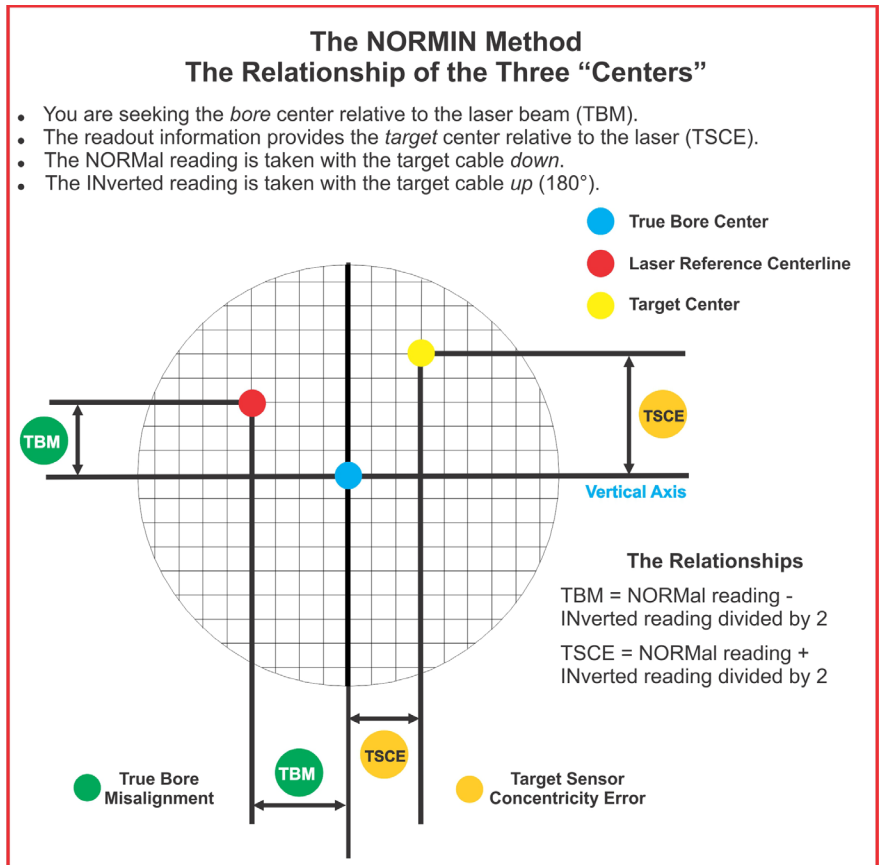 The NORMIN Method
The Relationship of the Three “Centers”
• You are seeking the bore center relative to the laser beam (TBM).
• The readout information provides the target center relative to the laser (TSCE).
• The NORMal reading is taken with the target cable down.
• The INverted reading is taken with the target cable up (180°).
True Bore Center
Laser Reference Centerline
Target Center
TBM
TSCE
Vertical Axis
The Relationships
TBM = NORMal reading -
INverted reading divided by 2
TSCE = NORMal reading +
INverted reading divided by 2
TSCE
TBM
True Bore
Misalignment
Target Sensor
Concentricity Error